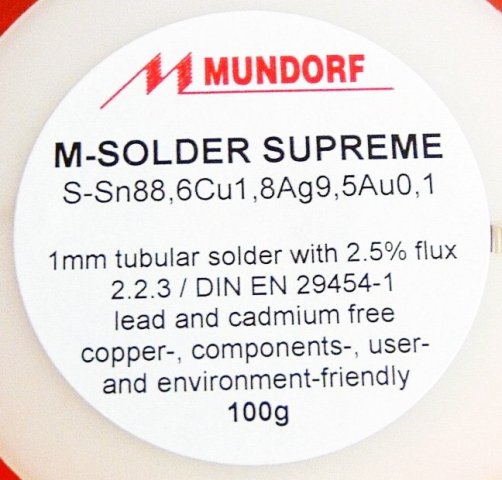 MUNDORF
M-SOLDER SUPREME
S-Sn88,6Cu1,8Ag9,5Au0,1
1mm tubular solder with 2.5% flux
2.2.3 / DIN EN 29454-1
lead and cadmium free
copper-, components-, user-
and environment-friendly
100g